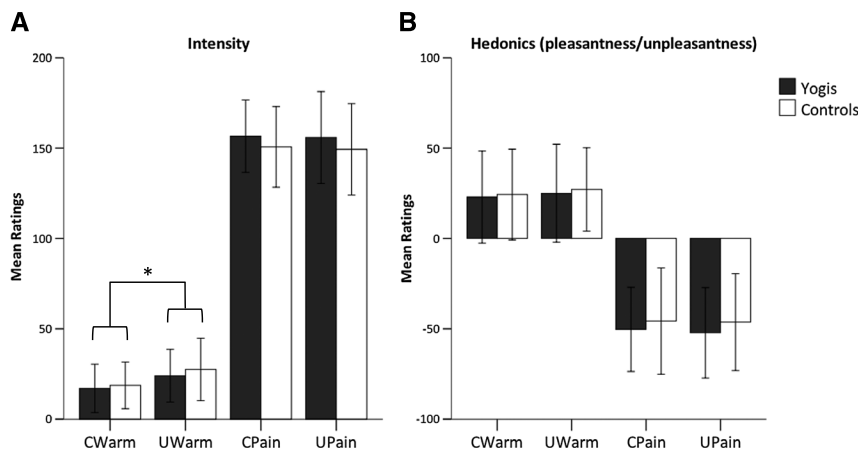 A
Intensity
200
150
100
50
0
Mean Ratings
*
CWarm UWarm CPain UPain
B
Hedonics (pleasantness/unpleasantness)
100
50
0
-50
-100
Mean Ratings
CWarm UWarm CPain UPain
Yogis
Controls